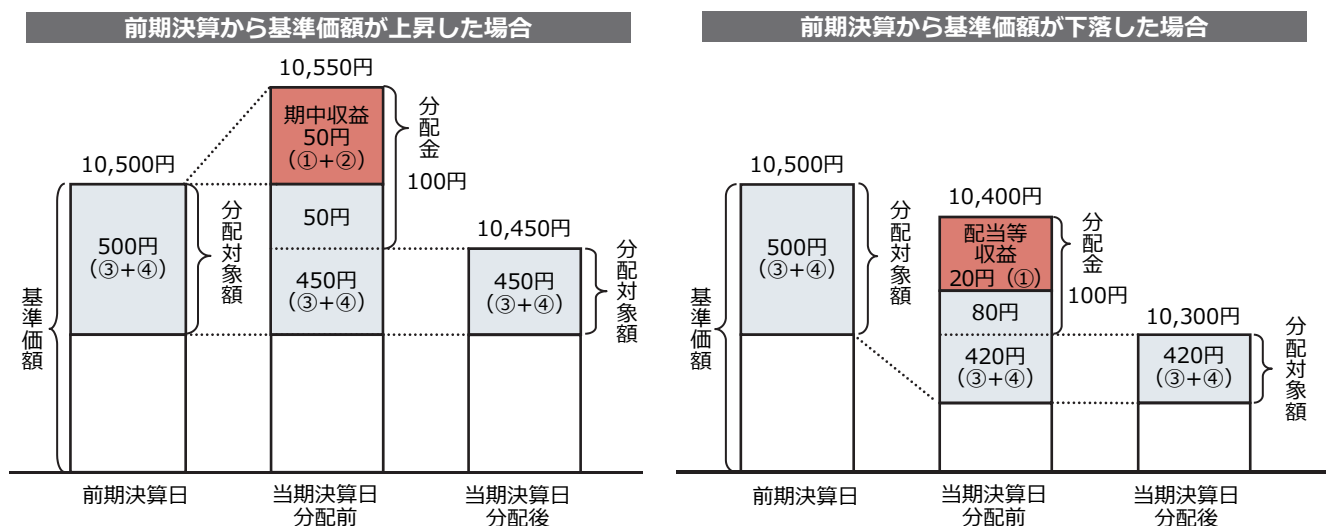 前期決算から基準価額が上昇した場合
10,550円
期中収益
50円
(①+②)
分配金
100円
10,500円
500円
(③+④)
分配対象額
50円
450円
(③+④)
10,450円
450円
(③+④)
分配対象額
基準価額
前期決算日
当期決算日
分配前
当期決算日
分配後
前期決算から基準価額が下落した場合
10,500円
500円
(③+④)
分配対象額
10,400円
配当等
収益
20円(①)
分配金
100円
80円
420円
(③+④)
10,300円
420円
(③+④)
分配対象額
基準価額
前期決算日
当期決算日
分配前
当期決算日
分配後